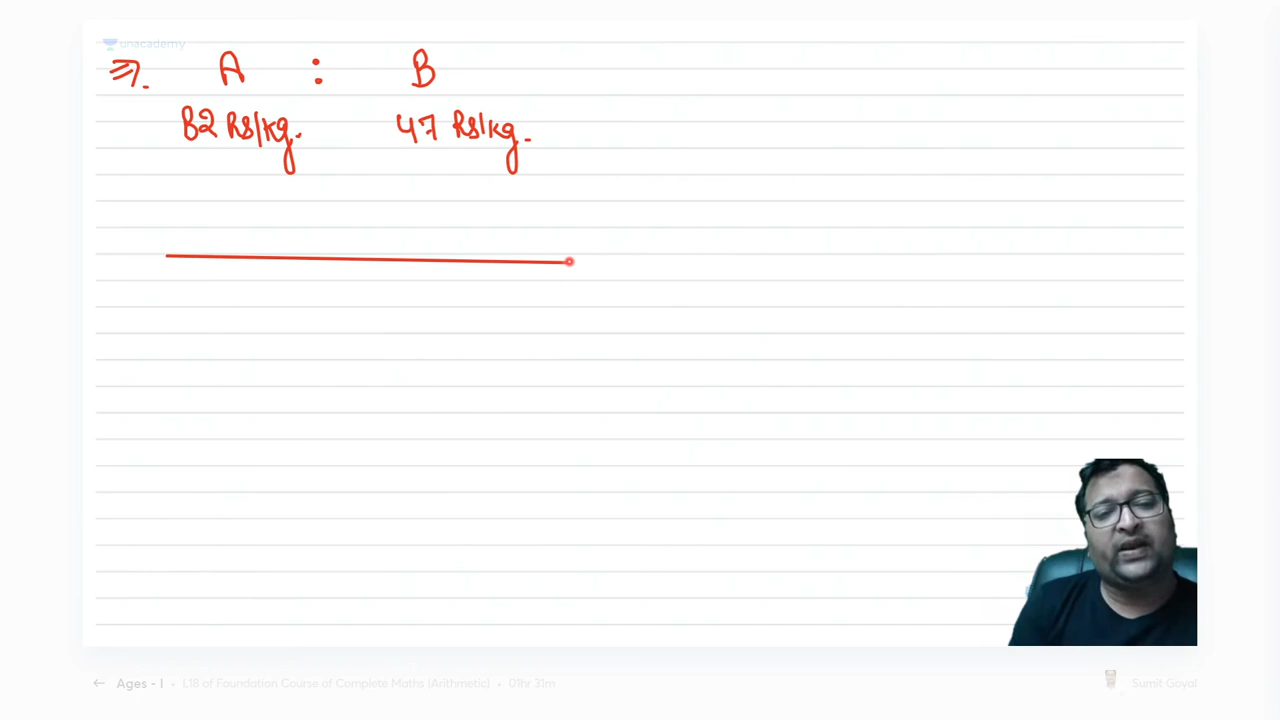 unacademy
⇒. A : B
82 Rs/kg. 47 Rs/kg.
← Ages - I • L18 of Foundation Course of Complete Maths (Arithmetic) • 01hr 31m
Sumit Goyal